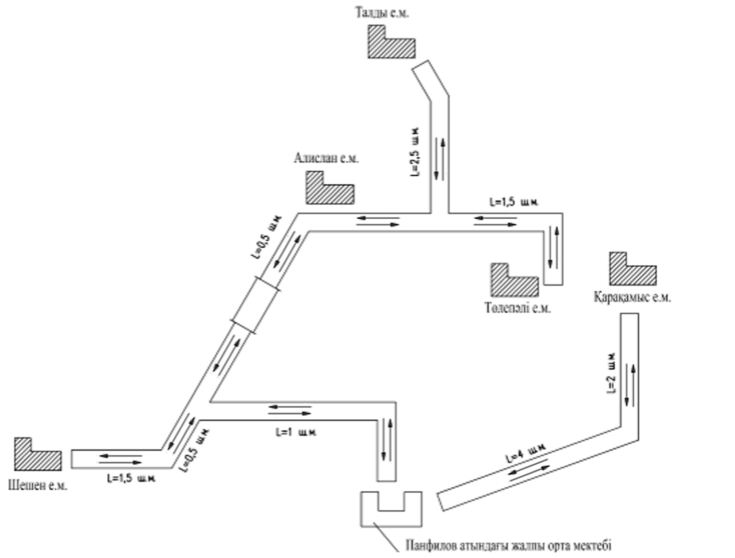 Талды е.м.
L=2,5 ш.м.
Алислан е.м.
L=1,5 ш.м.
L=0,5 ш.м.
Төлепәлі е.м.
Қарақамыс е.м.
L=2 ш.м.
L=1 ш.м.
L=0,5 ш.м.
L=4 ш.м.
L=1,5 ш.м.
Шешен е.м.
Панфилов атындағы жалпы орта мектебі